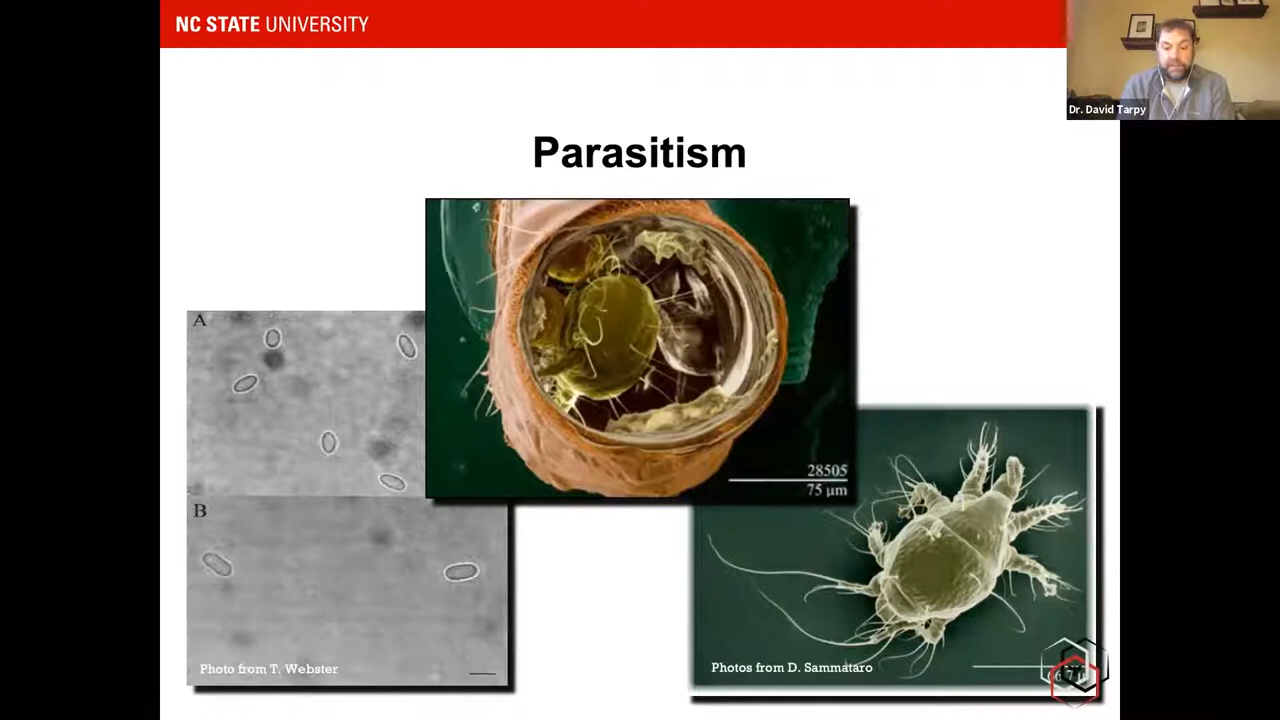 NC STATE UNIVERSITY
Dr. David Tarpy
Parasitism
A
28505
75 µm
B
Photo from T. Webster
Photos from D. Sammataro